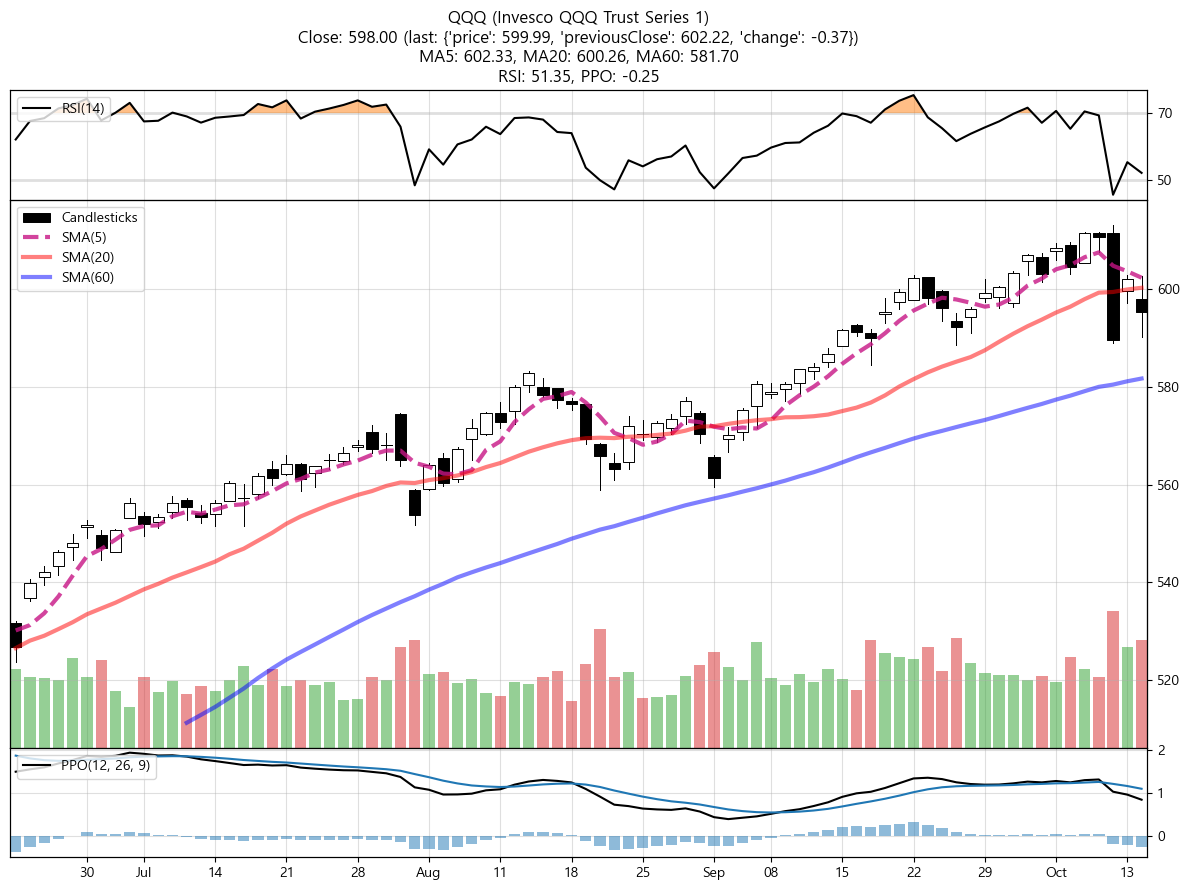 QQQ (Invesco QQQ Trust Series 1)
Close: 598.00 (last: {'price': 599.99, 'previousClose': 602.22, 'change': -0.37})
MA5: 602.33, MA20: 600.26, MA60: 581.70
RSI: 51.35, PPO: -0.25
RSI(14)
70
50
Candlesticks
SMA(5)
SMA(20)
SMA(60)
600
580
560
540
520
PPO(12, 26, 9)
2
1
0
30 Jul 14 21 28 Aug 11 18 25 Sep 08 15 22 29 Oct 13